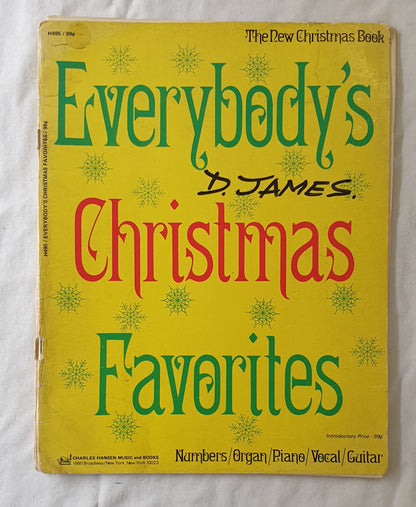 H495 / 99¢
The New Christmas Book
Everybody's
D. JAMES.
Christmas
Favorites
H495 / EVERYBODY'S CHRISTMAS FAVORITES / 99¢
Introductory Price - 99¢
CHARLES HANSEN MUSIC and BOOKS
1860 Broadway/New York, New York 10023
Numbers/Organ/Piano/Vocal/Guitar